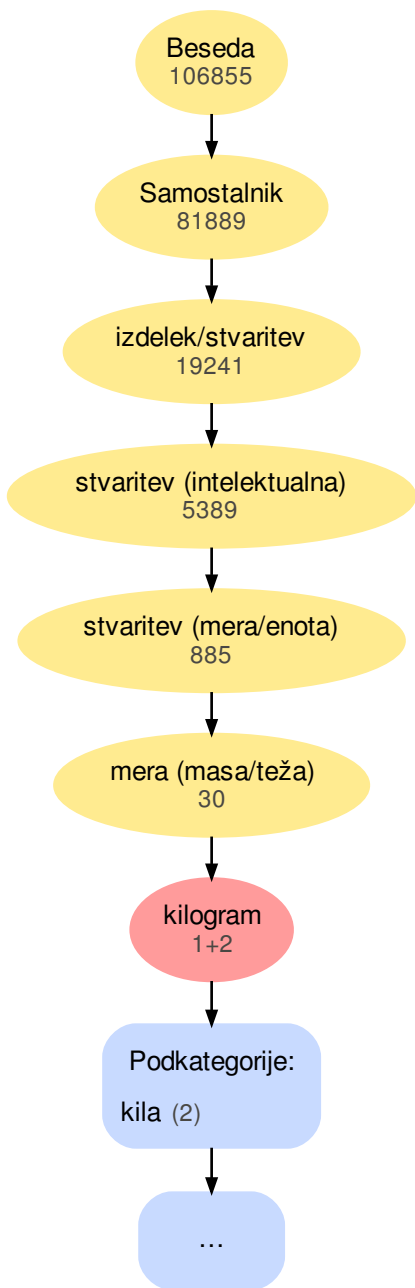 Beseda
106855
Samostalnik
81889
izdelek/stvaritev
19241
stvaritev (intelektualna)
5389
stvaritev (mera/enota)
885
mera (masa/teža)
30
kilogram
1+2
Podkategorije:
kila (2)
...